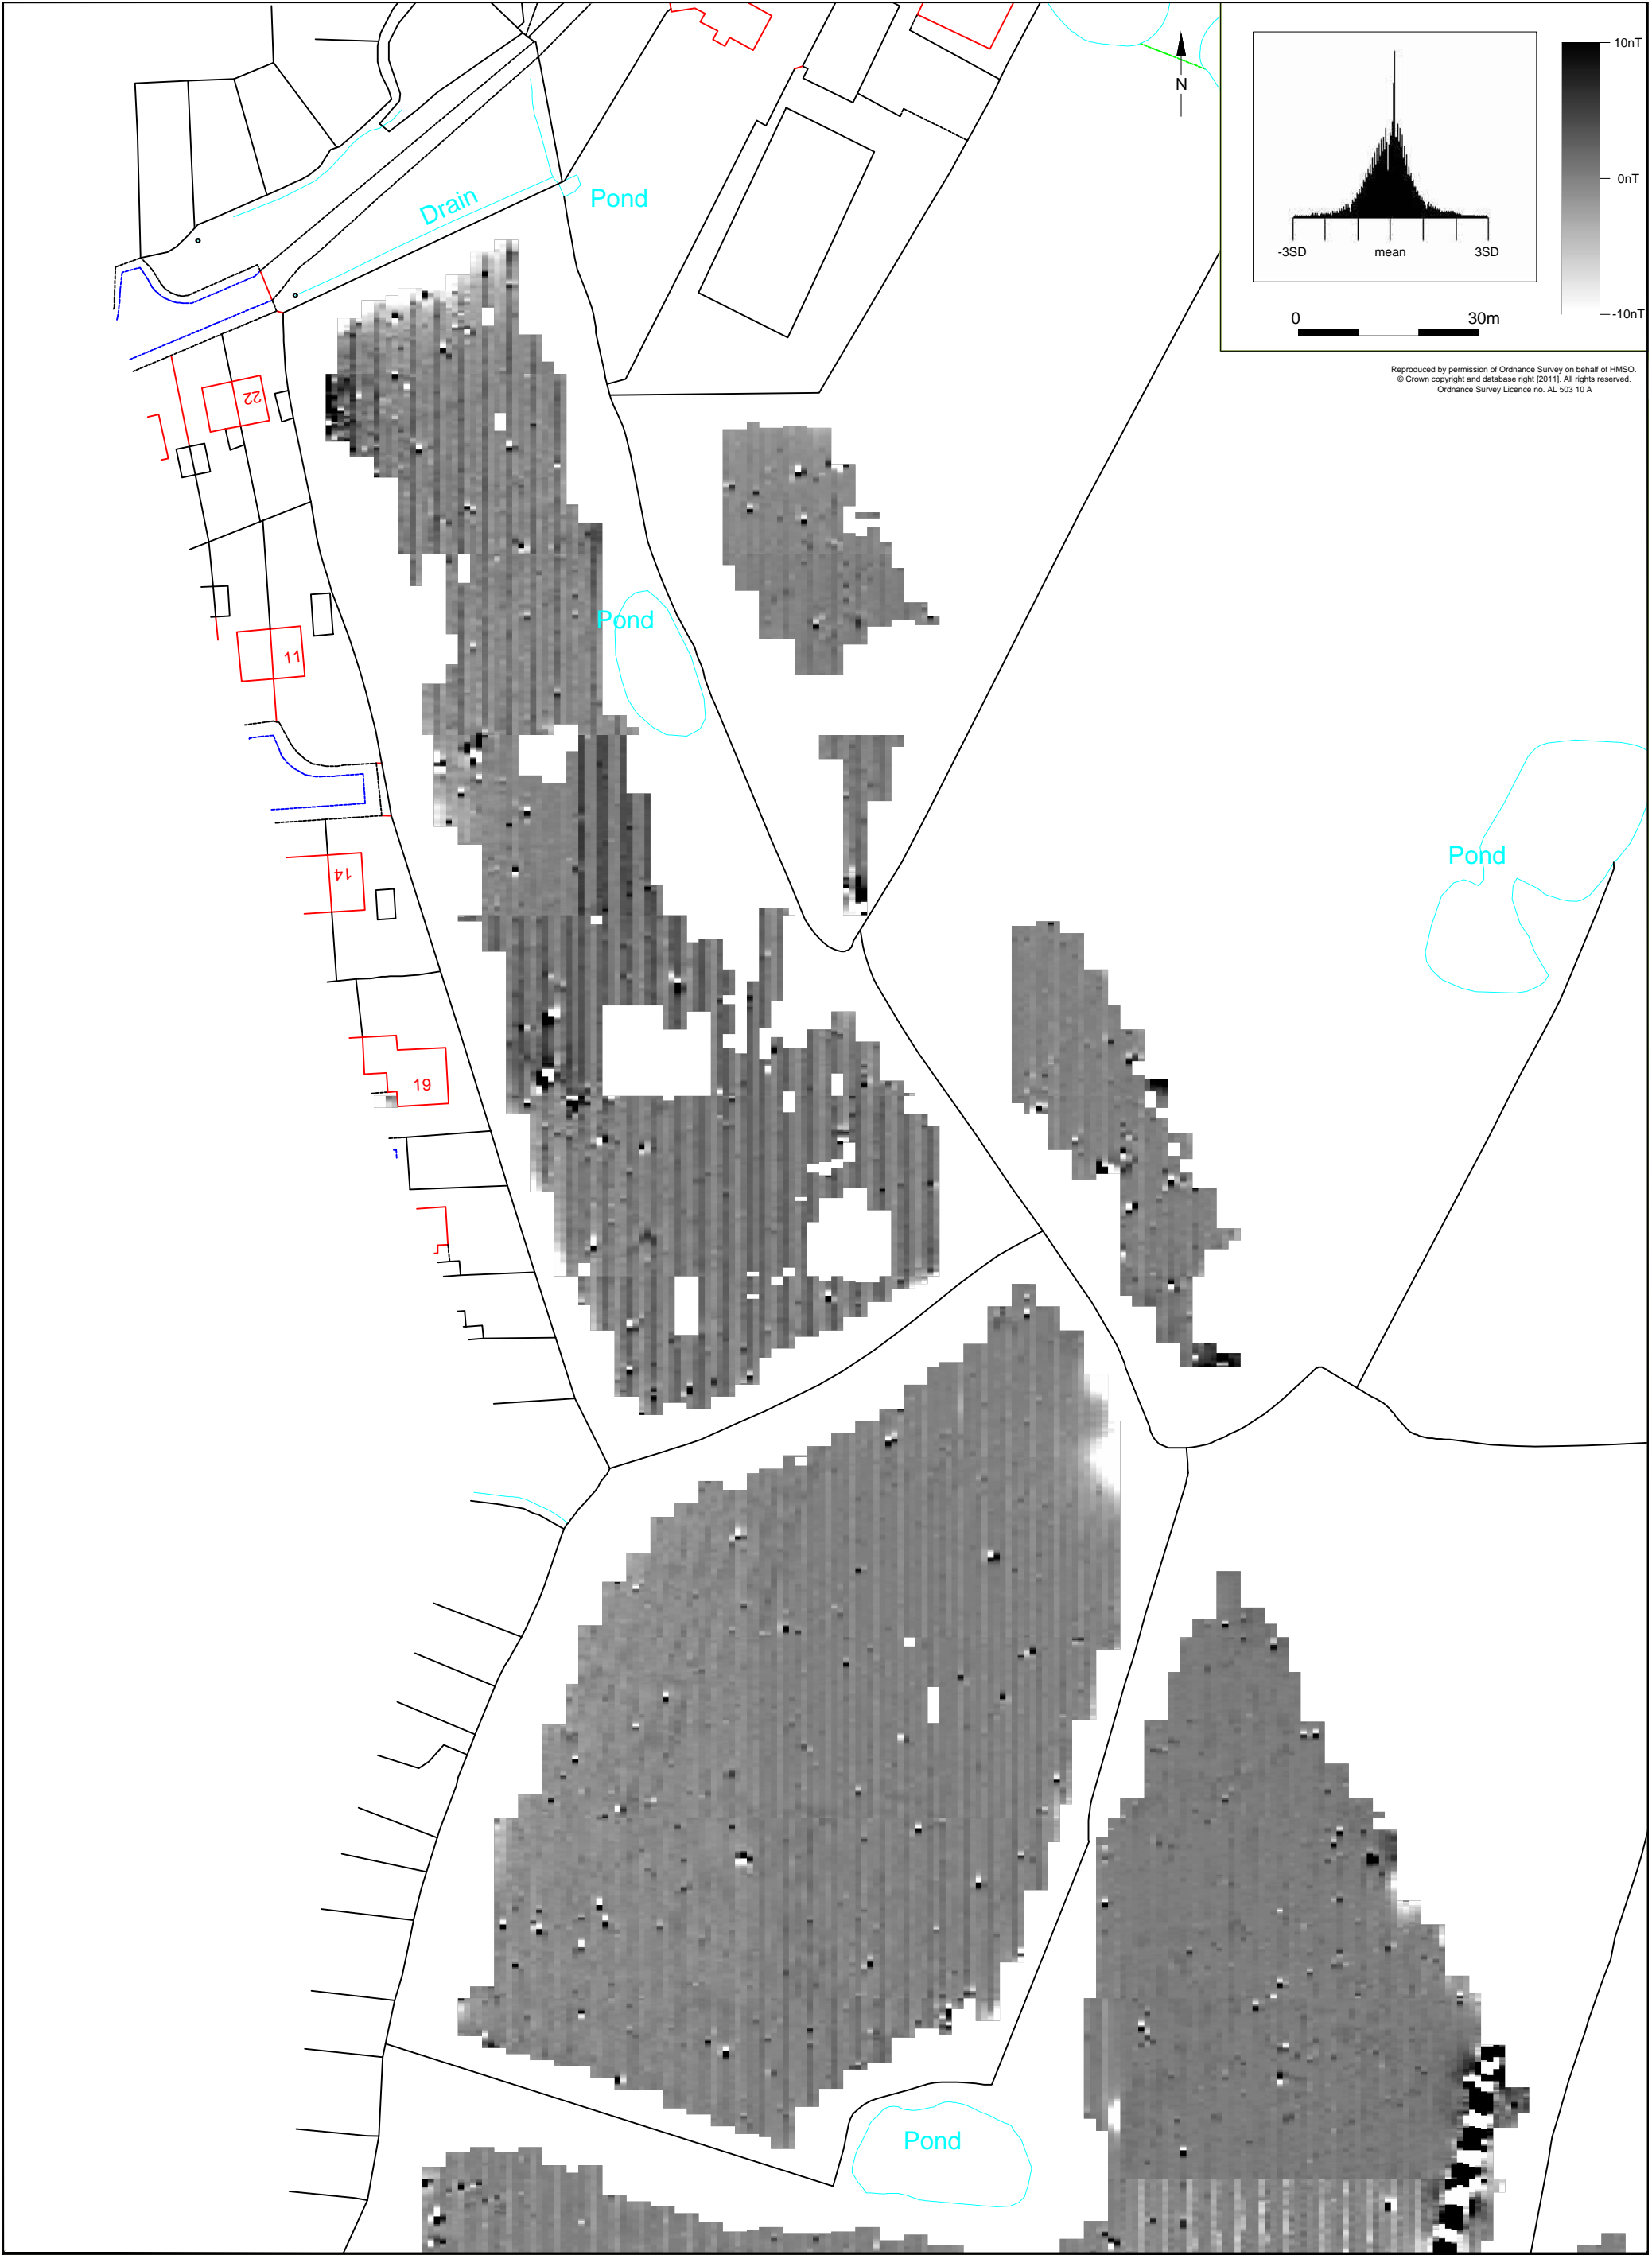 10nT
N
0nT
-3SD
mean
3SD
-10nT
0
30m
Reproduced by permission of Ordnance Survey on behalf of HMSO.
© Crown copyright and database right [2011]. All rights reserved.
Ordnance Survey Licence no. AL 503 10 A
Drain
Pond
22
Pond
11
Pond
14
19
1
Pond